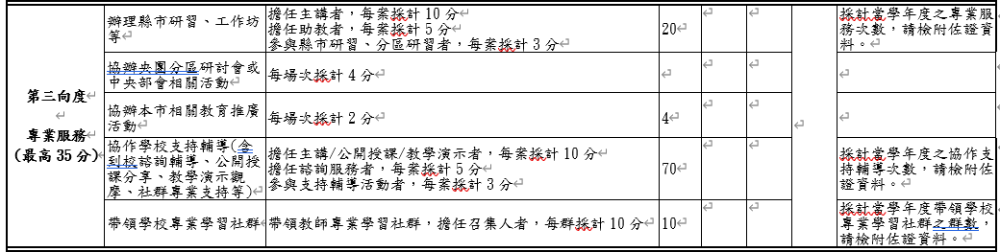 第三向度
專業服務
(最高 35 分)
辦理縣市研習、工作坊
等
擔任主講者，每案採計 10 分
擔任助教者，每案採計 5 分
參與縣市研習、分區研習者，每案採計 3 分
20
採計當學年度之專業服
務次數，請檢附佐證資
料。
協辦央團分區研討會或
中央部會相關活動
每場次採計 4 分
協辦本市相關教育推廣
活動
每場次採計 2 分
4
協作學校支持輔導(含
到校諮詢輔導、公開授
課分享、教學演示觀
摩、社群專業支持等)
擔任主講/公開授課/教學演示者，每案採計 10 分
擔任諮詢服務者，每案採計 5 分
參與支持輔導活動者，每案採計 3 分
70
採計當學年度之協作支
持輔導次數，請檢附佐
證資料。
帶領學校專業學習社群
帶領教師專業學習社群，擔任召集人者，每群採計 10 分
10
採計當學年度帶領學校
專業學習社群之群數，
請檢附佐證資料。